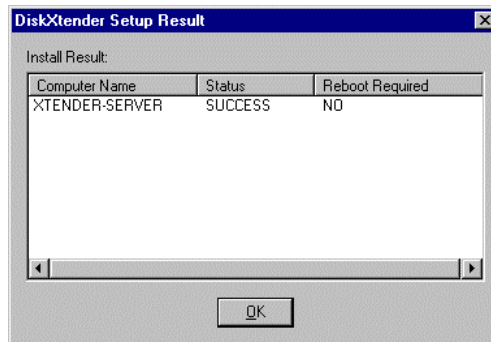 DiskXtender Setup Result
Install Result:
Computer Name Status Reboot Required
XTENDER-SERVER SUCCESS NO
OK